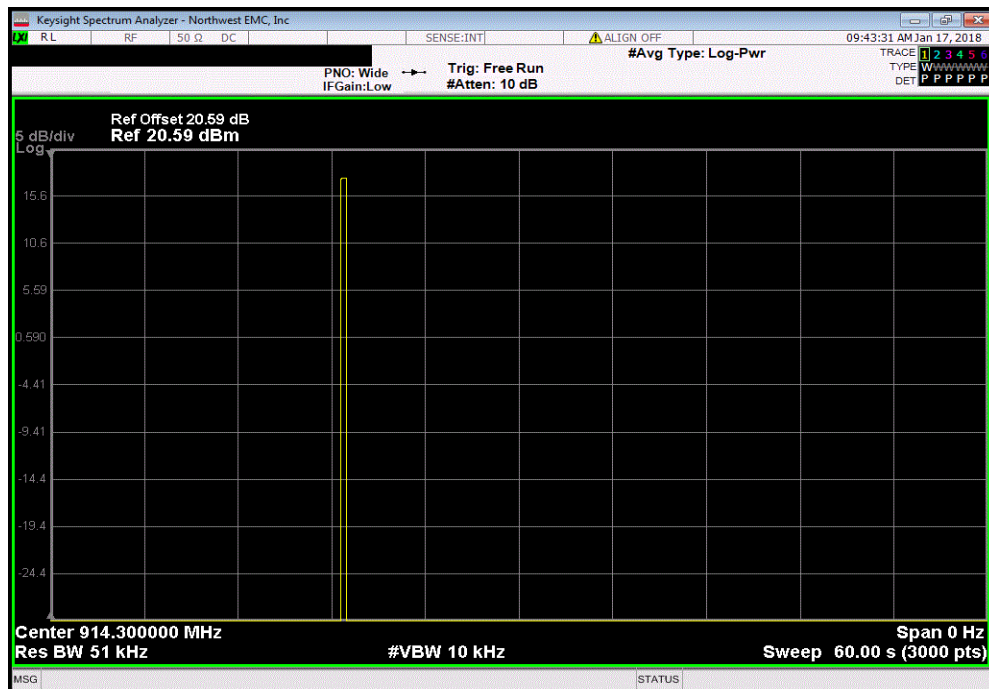 Keysight Spectrum Analyzer - Northwest EMC, Inc
LXI RL RF 50 Ω DC SENSE:INT ALIGN OFF 09:43:31 AM Jan 17, 2018
#Avg Type: Log-Pwr TRACE 1 2 3 4 5 6
PNO: Wide Trig: Free Run TYPE WWWWWW
IFGain:Low #Atten: 10 dB DET P P P P P P
Ref Offset 20.59 dB
5 dB/div Ref 20.59 dBm
Log
15.6
10.6
5.59
0.590
-4.41
-9.41
-14.4
-19.4
-24.4
Center 914.300000 MHz Span 0 Hz
Res BW 51 kHz #VBW 10 kHz Sweep 60.00 s (3000 pts)
MSG STATUS